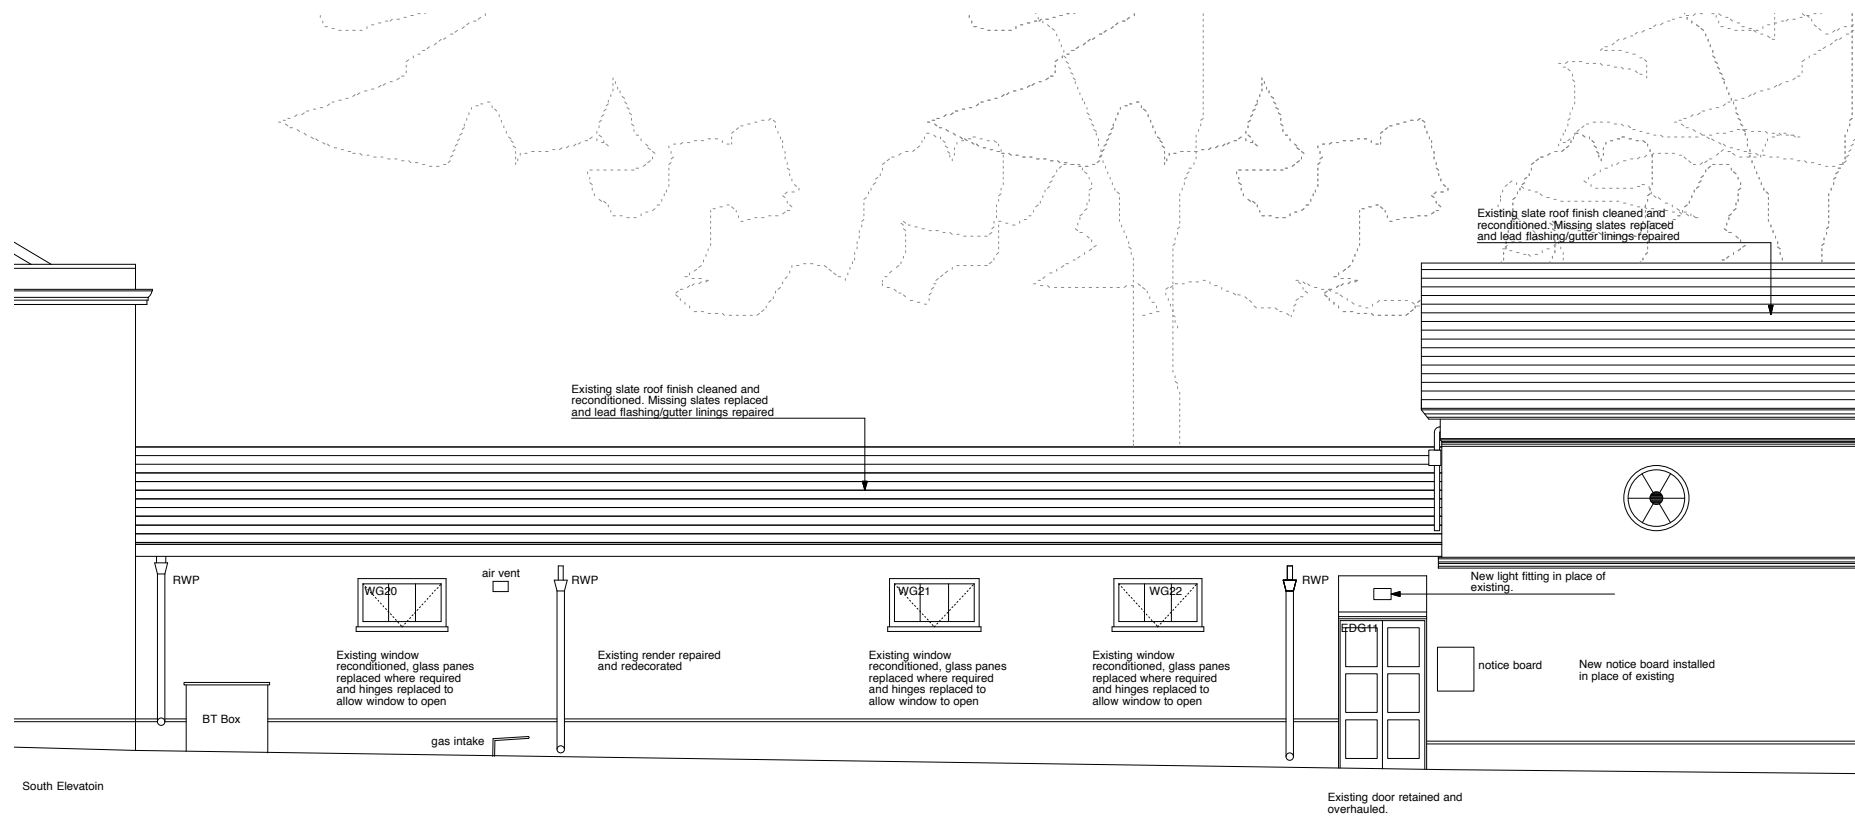 Existing slate roof finish cleaned and
reconditioned. Missing slates replaced
and lead flashing/gutter linings repaired
Existing slate roof finish cleaned and
reconditioned. Missing slates replaced
and lead flashing/gutter linings repaired
RWP
WG20
air vent
RWP
WG21
WG22
RWP
New light fitting in place of
existing.
EDG11
Existing window
reconditioned, glass panes
replaced where required
and hinges replaced to
allow window to open
Existing render repaired
and redecorated
Existing window
reconditioned, glass panes
replaced where required
and hinges replaced to
allow window to open
Existing window
reconditioned, glass panes
replaced where required
and hinges replaced to
allow window to open
notice board
New notice board installed
in place of existing
BT Box
gas intake
South Elevatoin
Existing door retained and
overhauled.